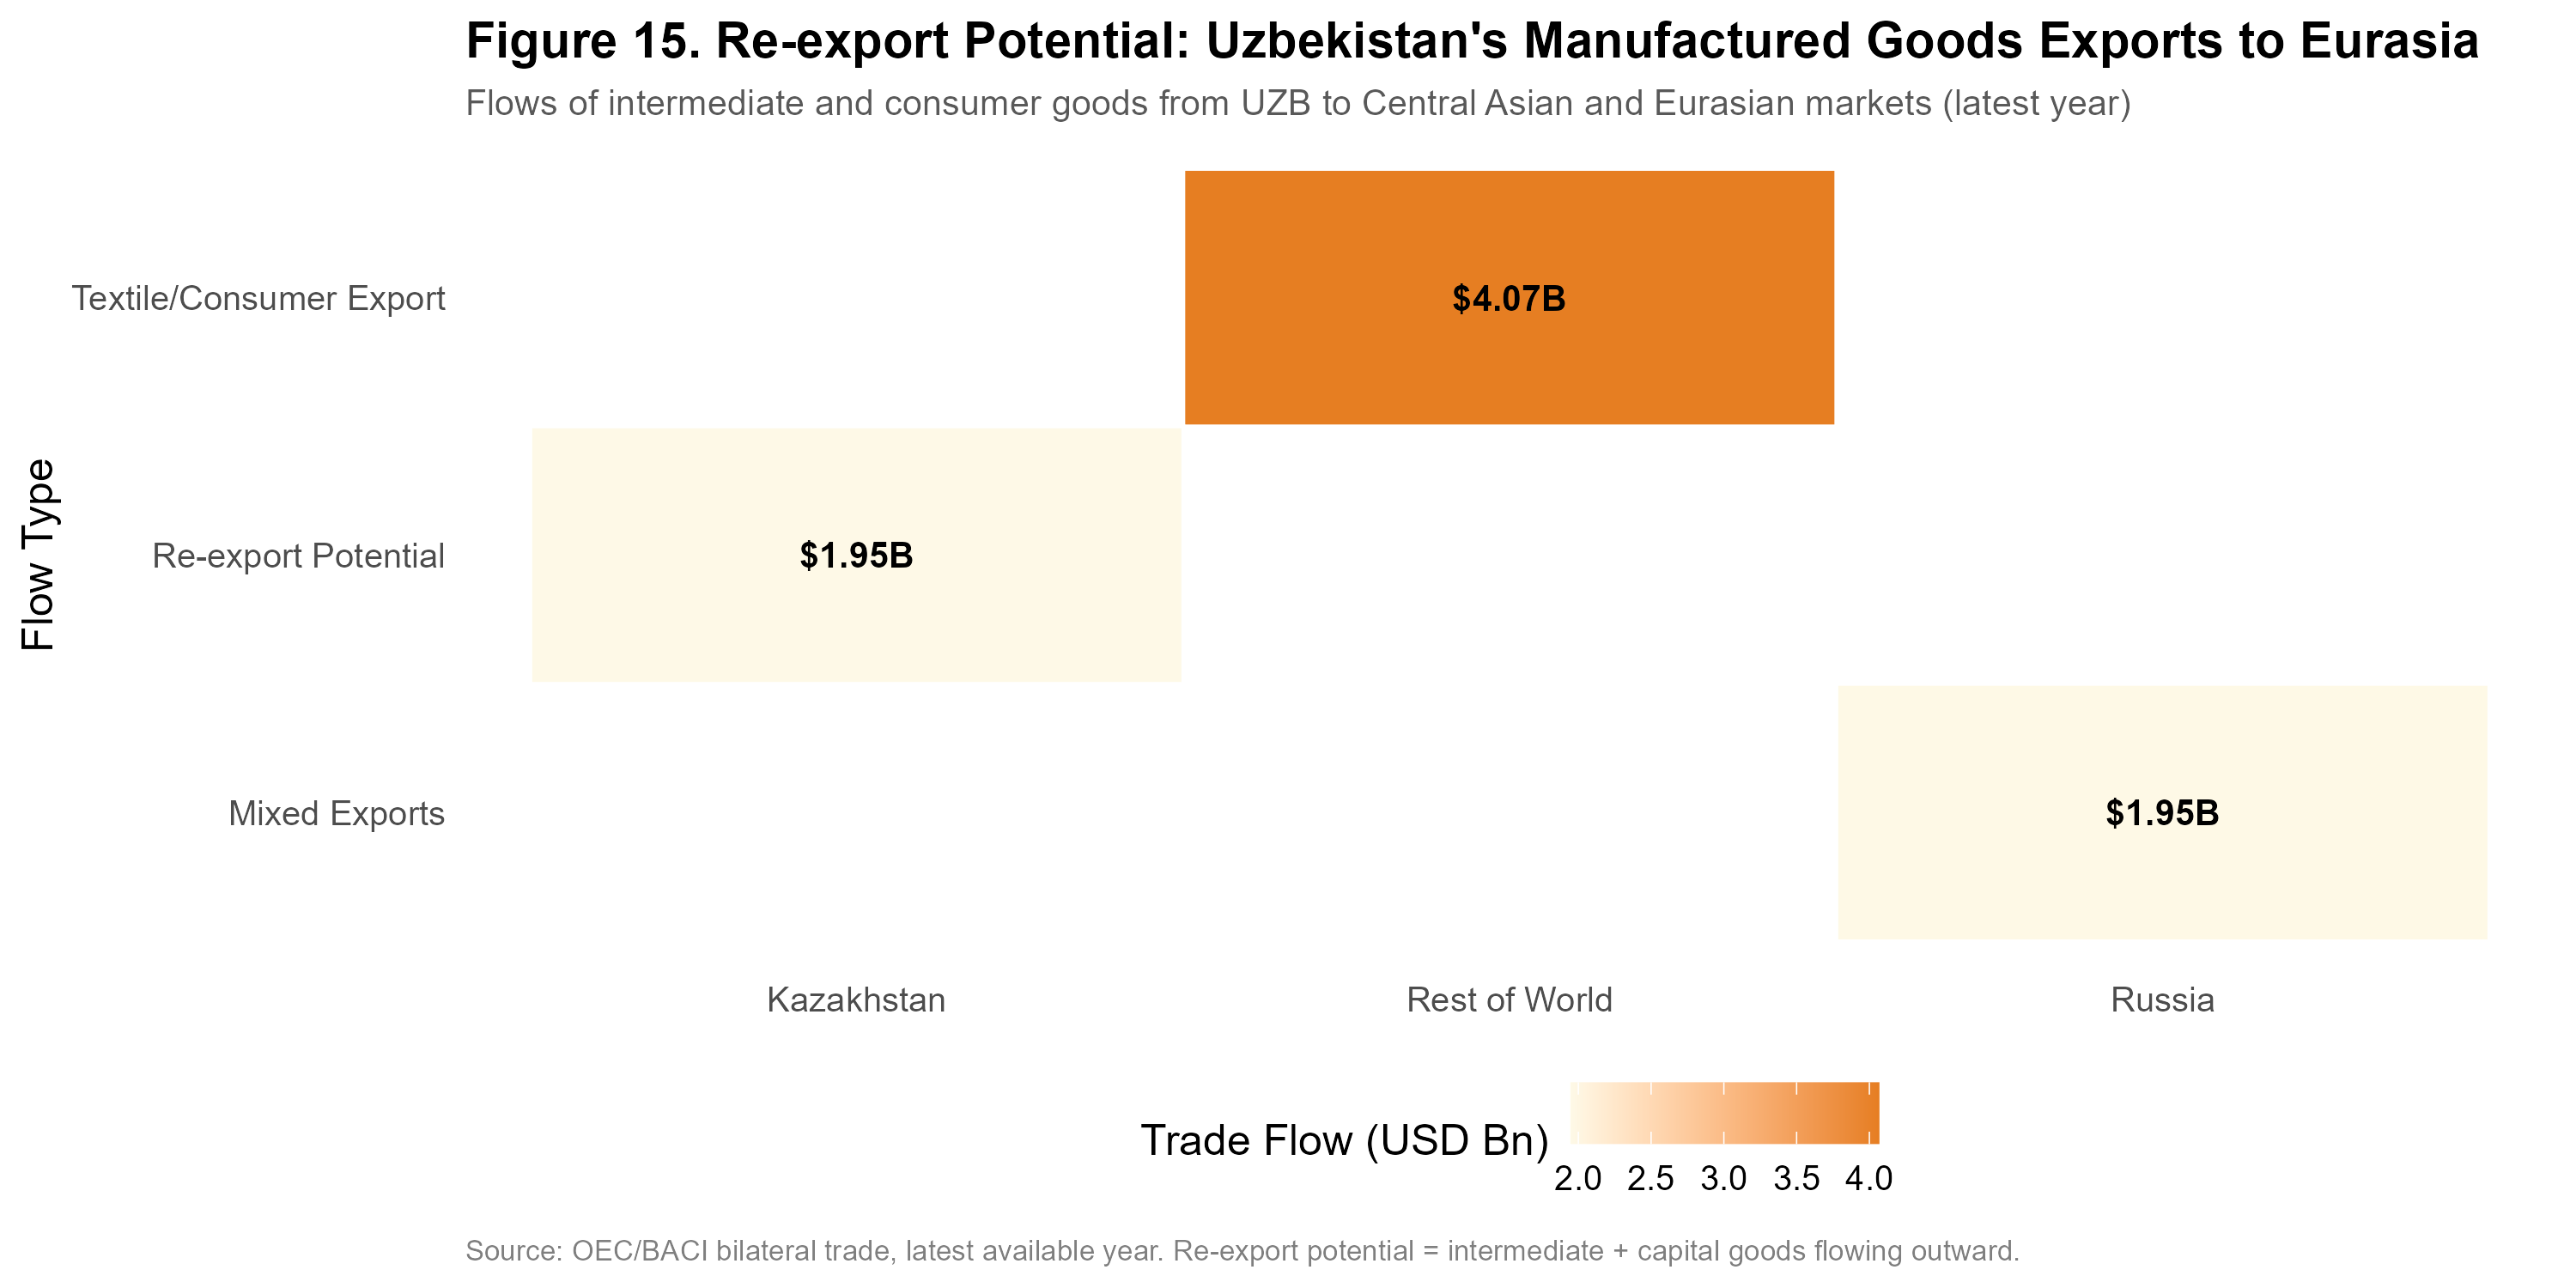 Figure 15. Re-export Potential: Uzbekistan's Manufactured Goods Exports to Eurasia
Flows of intermediate and consumer goods from UZB to Central Asian and Eurasian markets (latest year)
Flow Type
Textile/Consumer Export
$4.07B
Re-export Potential
$1.95B
Mixed Exports
$1.95B
Kazakhstan Rest of World Russia
Trade Flow (USD Bn)
2.0 2.5 3.0 3.5 4.0
Source: OEC/BACI bilateral trade, latest available year. Re-export potential = intermediate + capital goods flowing outward.